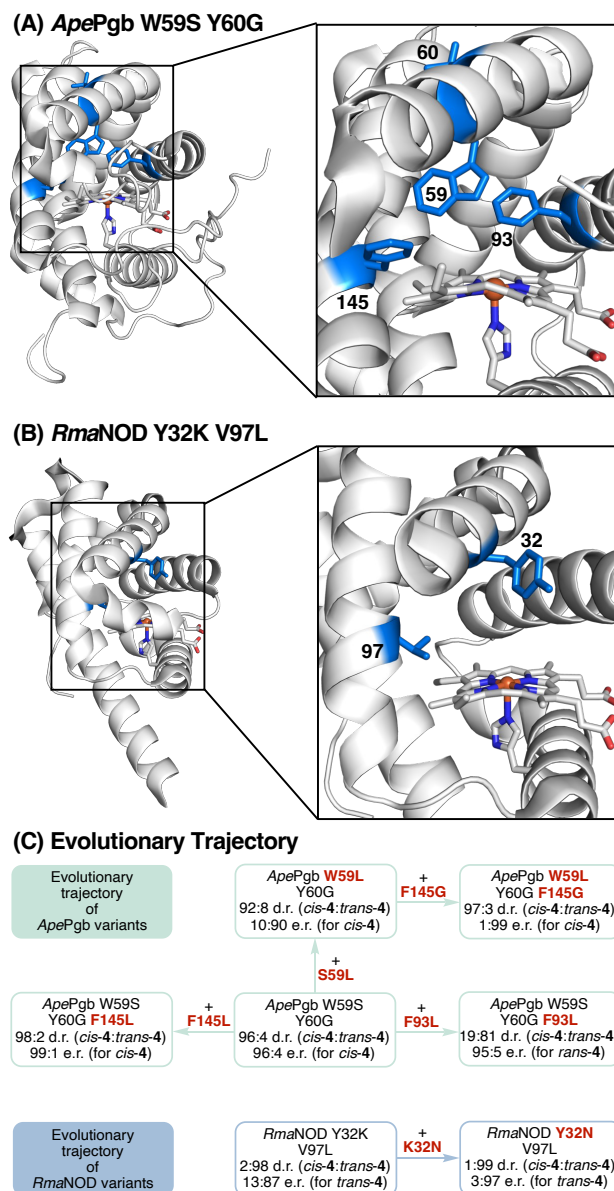 (A) ApePgb W59S Y60G
60
59
93
145
(B) RmaNOD Y32K V97L
32
97
(C) Evolutionary Trajectory
Evolutionary
trajectory
of
ApePgb variants
ApePgb W59L
Y60G
92:8 d.r. (cis-4:trans-4)
10:90 e.r. (for cis-4)
+
F145G
ApePgb W59L
Y60G F145G
97:3 d.r. (cis-4:trans-4)
1:99 e.r. (for cis-4)
+
S59L
ApePgb W59S
Y60G F145L
98:2 d.r. (cis-4:trans-4)
99:1 e.r. (for cis-4)
+
F145L
ApePgb W59S
Y60G
96:4 d.r. (cis-4:trans-4)
96:4 e.r. (for cis-4)
+
F93L
ApePgb W59S
Y60G F93L
19:81 d.r. (cis-4:trans-4)
95:5 e.r. (for rans-4)
Evolutionary
trajectory
of
RmaNOD variants
RmaNOD Y32K
V97L
2:98 d.r. (cis-4:trans-4)
13:87 e.r. (for trans-4)
+
K32N
RmaNOD Y32N
V97L
1:99 d.r. (cis-4:trans-4)
3:97 e.r. (for trans-4)